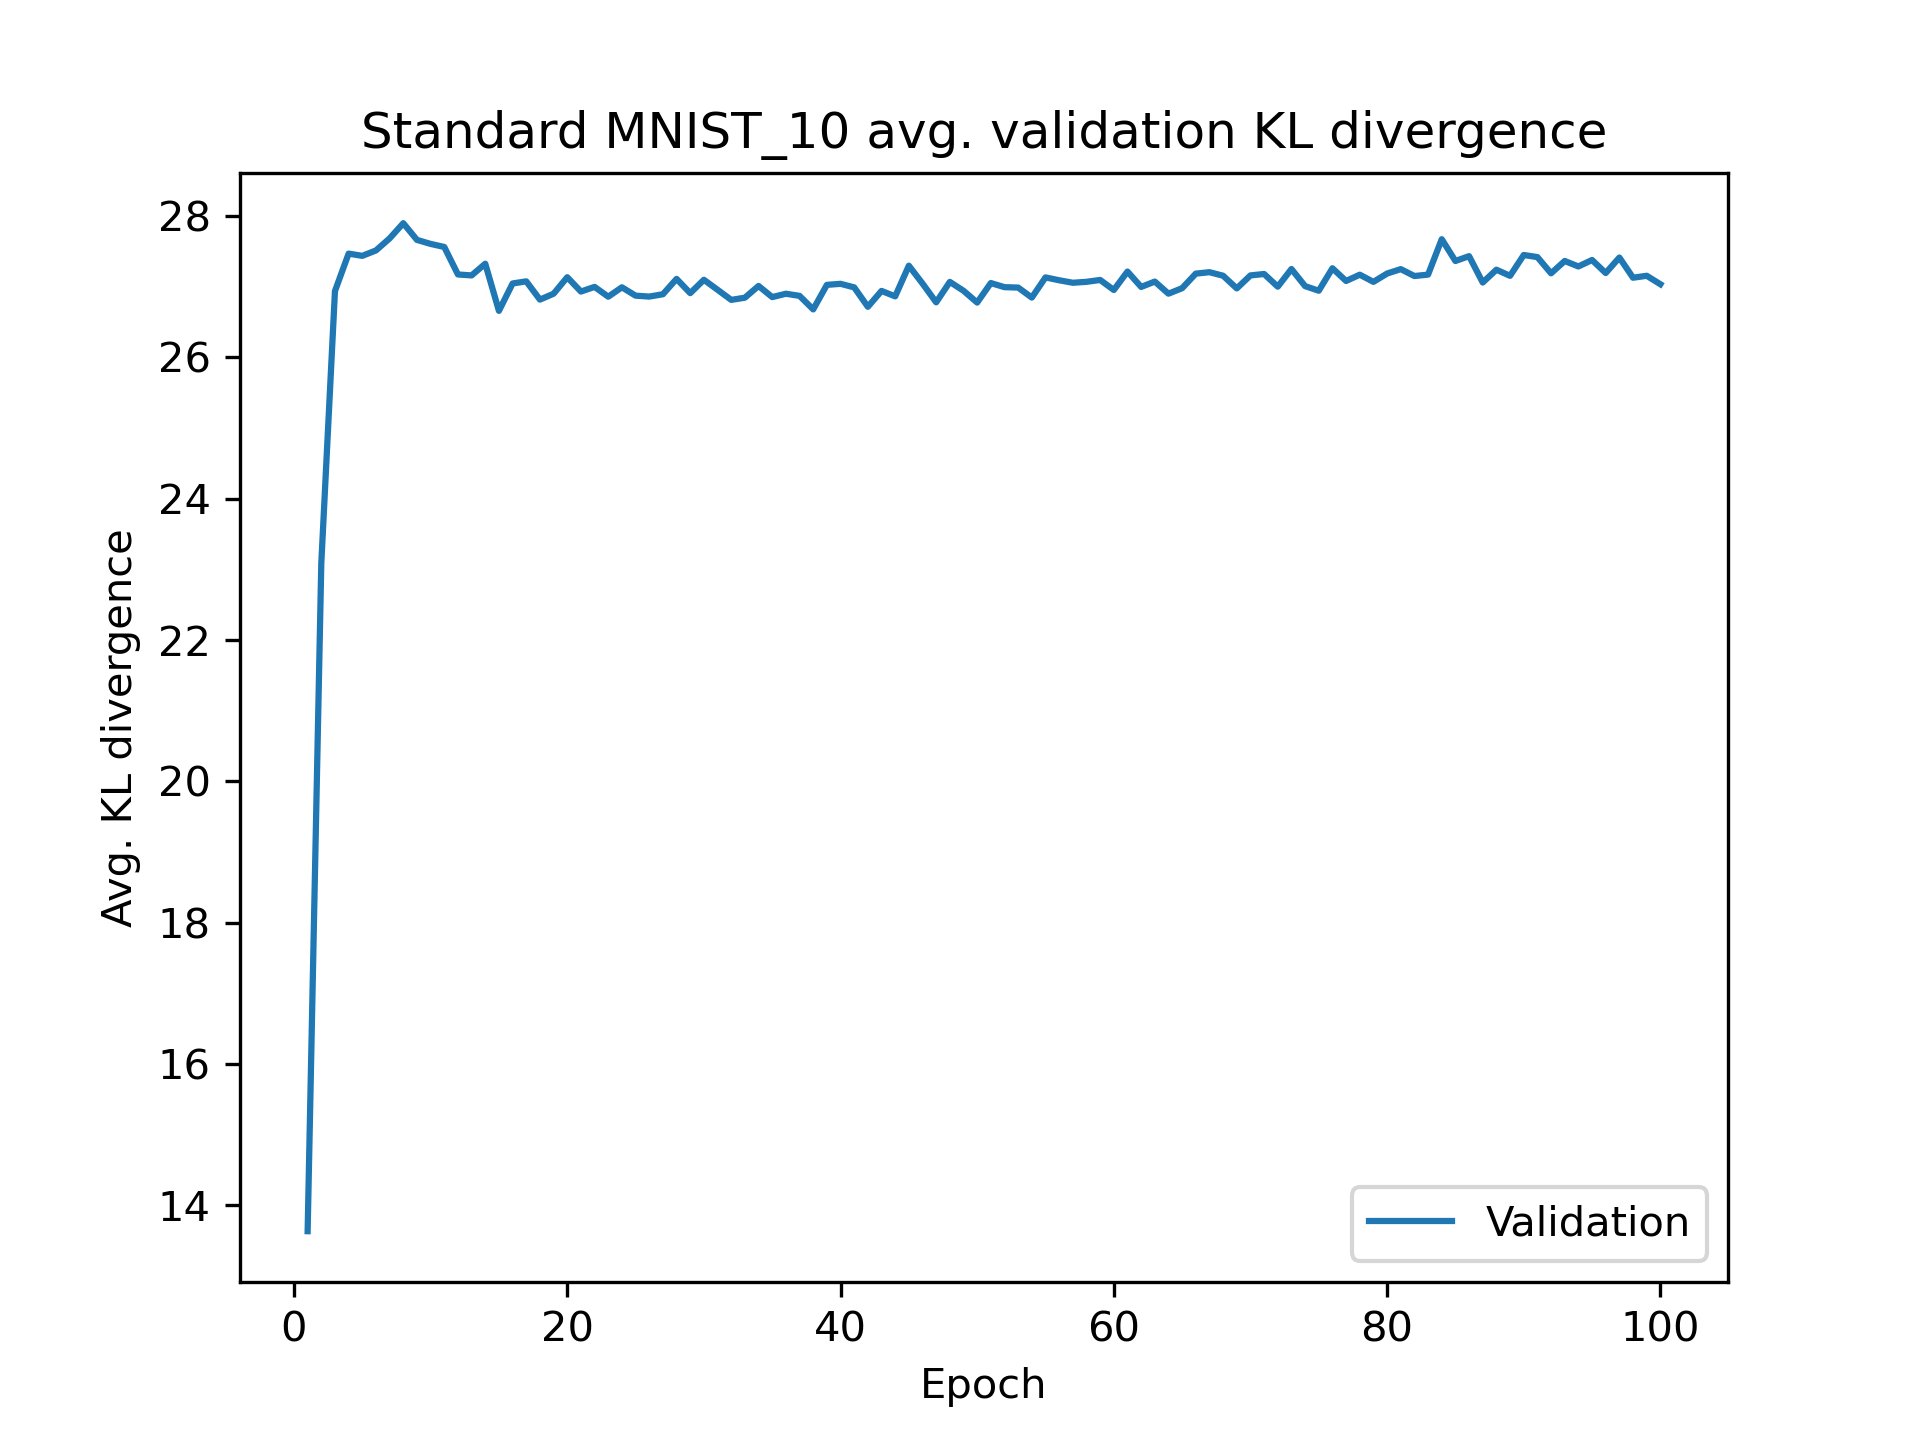 Standard MNIST_10 avg. validation KL divergence
28
26
24
22
20
18
16
14
Avg. KL divergence
Validation
0 20 40 60 80 100
Epoch